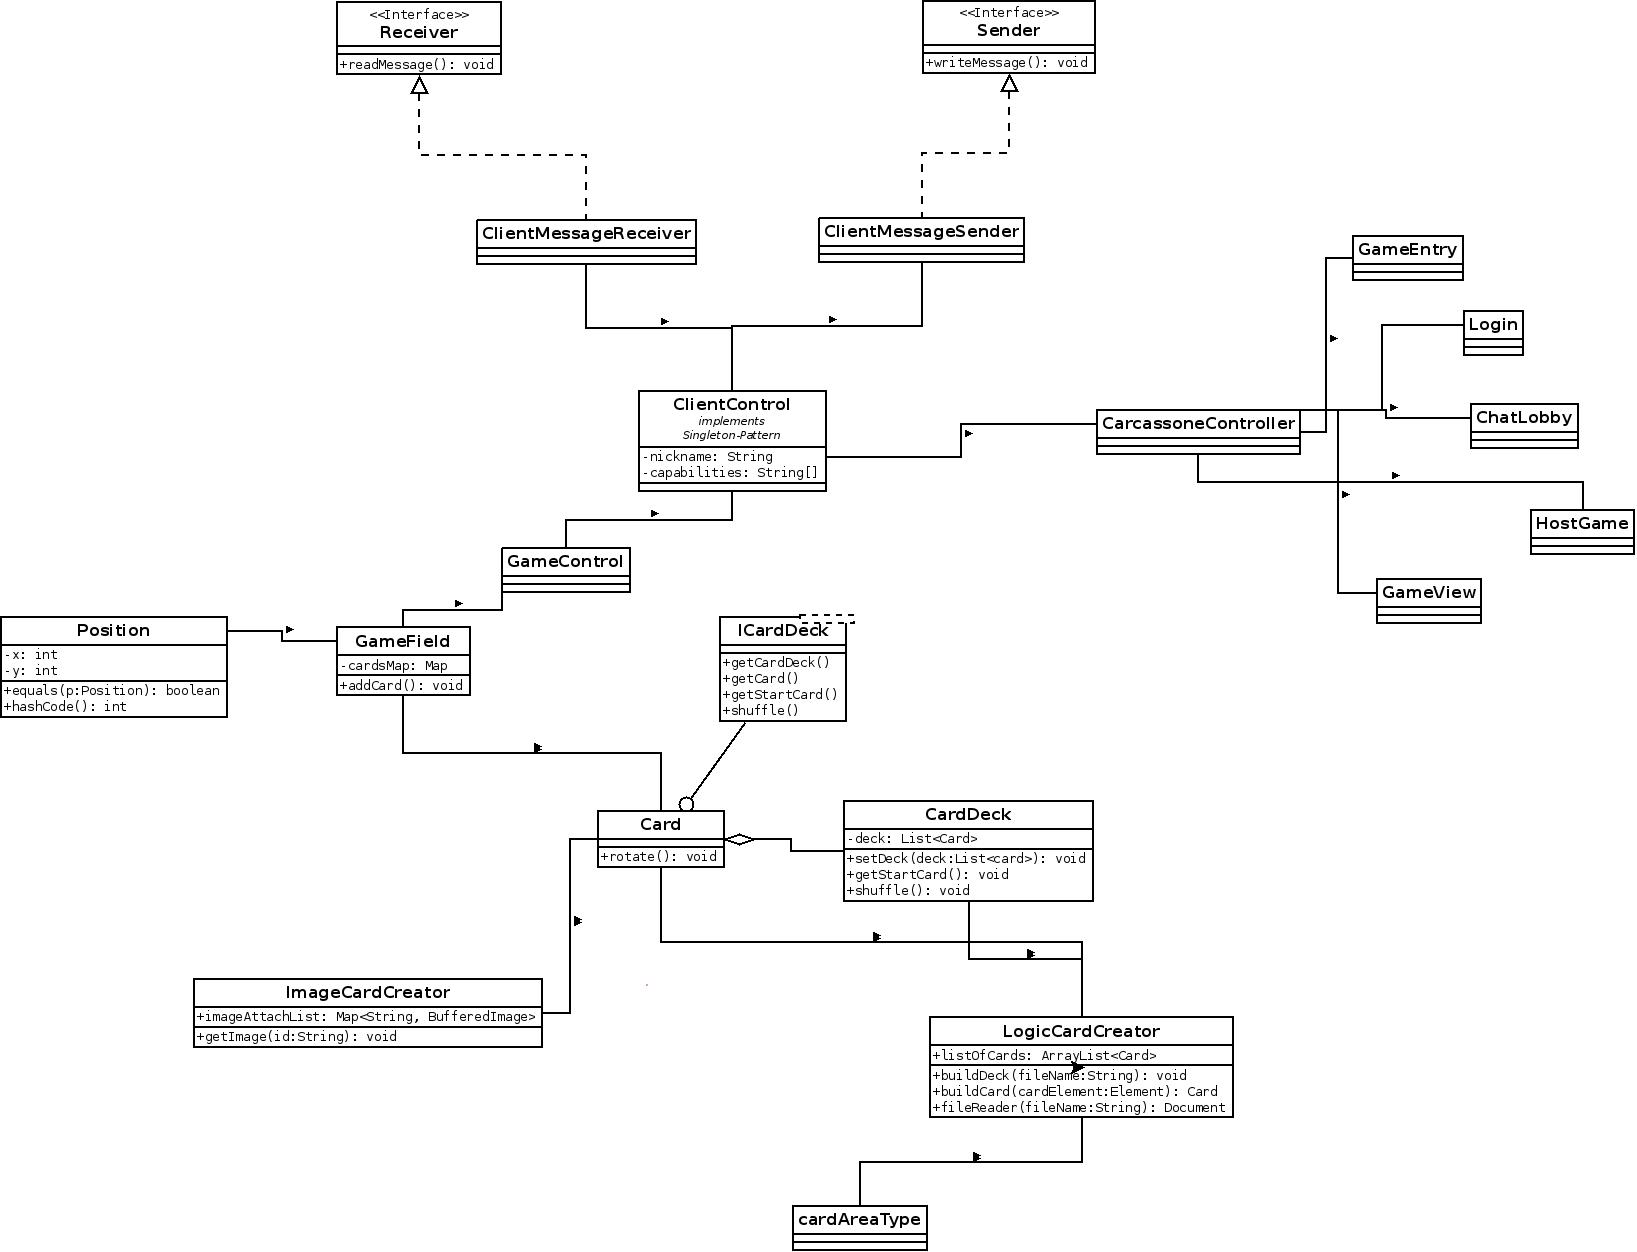 <<Interface>>
Receiver
+readMessage(): void
<<Interface>>
Sender
+writeMessage(): void
ClientMessageReceiver
ClientMessageSender
GameEntry
Login
ChatLobby
HostGame
GameView
CarcassoneController
ClientControl
implements
Singleton-Pattern
-nickname: String
-capabilities: String[]
GameControl
Position
-x: int
-y: int
+equals(p:Position): boolean
+hashCode(): int
GameField
-cardsMap: Map
+addCard(): void
ICardDeck
+getCardDeck()
+getCard()
+getStartCard()
+shuffle()
Card
+rotate(): void
CardDeck
-deck: List<Card>
+setDeck(deck:List<card>): void
+getStartCard(): void
+shuffle(): void
ImageCardCreator
+imageAttachList: Map<String, BufferedImage>
+getImage(id:String): void
LogicCardCreator
+listOfCards: ArrayList<Card>
+buildDeck(fileName:String): void
+buildCard(cardElement:Element): Card
+fileReader(fileName:String): Document
cardAreaType